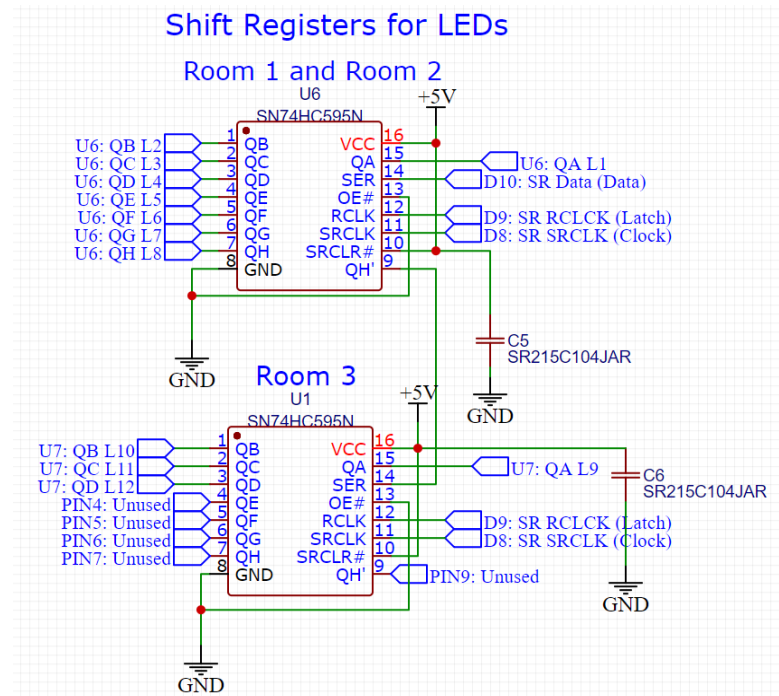 Shift Registers for LEDs
Room 1 and Room 2
U6
SN74HC595N
+5V
U6: QB L2 1 QB
U6: QC L3 2 QC
U6: QD L4 3 QD
U6: QE L5 4 QE
U6: QF L6 5 QF
U6: QG L7 6 QG
U6: QH L8 7 QH
8 GND
VCC 16
QA 15 U6: QA L1
SER 14 D10: SR Data (Data)
OE# 13
RCLK 12 D9: SR RCLCK (Latch)
SRCLK 11 D8: SR SRCLK (Clock)
SRCLR# 10
QH' 9
GND
C5
SR215C104JAR
GND
Room 3
U1
SN74HC595N
+5V
U7: QB L10 1 QB
U7: QC L11 2 QC
U7: QD L12 3 QD
PIN4: Unused 4 QE
PIN5: Unused 5 QF
PIN6: Unused 6 QG
PIN7: Unused 7 QH
8 GND
VCC 16
QA 15 U7: QA L9
SER 14
OE# 13
RCLK 12 D9: SR RCLCK (Latch)
SRCLK 11 D8: SR SRCLK (Clock)
SRCLR# 10
QH' 9 PIN9: Unused
C6
SR215C104JAR
GND
GND